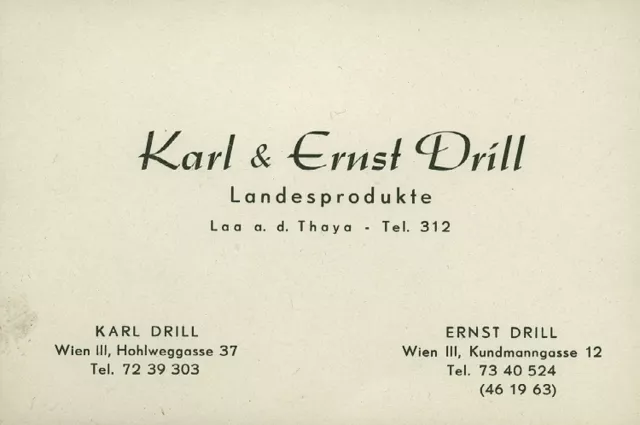 Karl & Ernst Drill
Landesprodukte
Laa a. d. Thaya - Tel. 312
KARL DRILL
Wien III, Hohlweggasse 37
Tel. 72 39 303
ERNST DRILL
Wien III, Kundmanngasse 12
Tel. 73 40 524
(46 19 63)